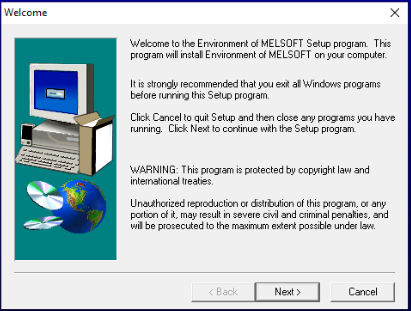 Welcome
Welcome to the Environment of MELSOFT Setup program. This
program will install Environment of MELSOFT on your computer.
It is strongly recommended that you exit all Windows programs
before running this Setup program.
Click Cancel to quit Setup and then close any programs you have
running. Click Next to continue with the Setup program.
WARNING: This program is protected by copyright law and
international treaties.
Unauthorized reproduction or distribution of this program, or any
portion of it, may result in severe civil and criminal penalties, and
will be prosecuted to the maximum extent possible under law.
< Back
Next >
Cancel